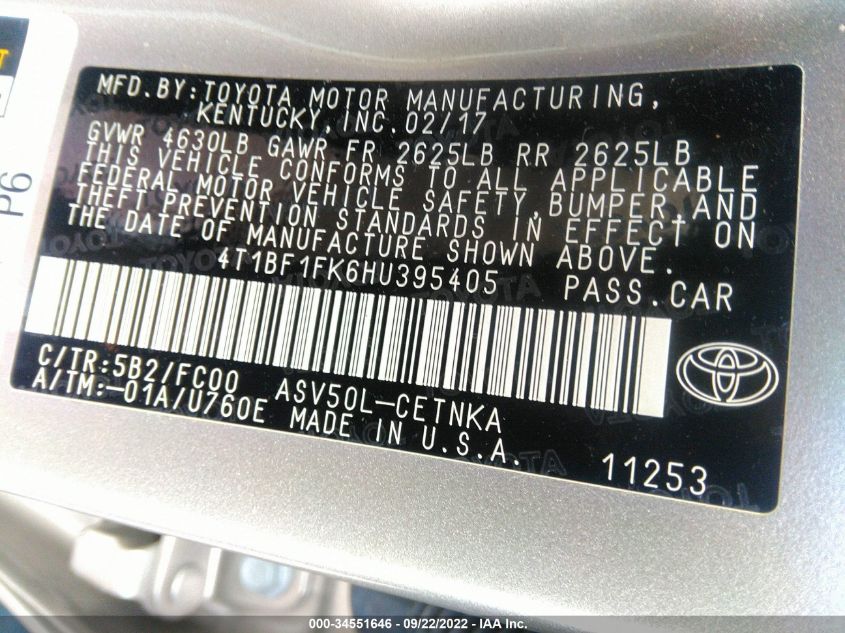 T
P6
MFD.BY:TOYOTA MOTOR MANUFACTURING,
KENTUCKY, INC.02/17
GVWR 4630LB GAWR FR 2625LB RR 2625LB
THIS VEHICLE CONFORMS TO ALL APPLICABLE
FEDERAL MOTOR VEHICLE SAFETY,BUMPER,AND
THEFT PREVENTION STANDARDS IN EFFECT ON
THE DATE OF MANUFACTURE SHOWN ABOVE.
4T1BF1FK6HU395405 PASS.CAR
C/TR:5B2/FC00 ASV50L-CETNKA
A/TM:-01A/U760E MADE IN U.S.A.
11253
000-34551646 - 09/22/2022 - IAA Inc.